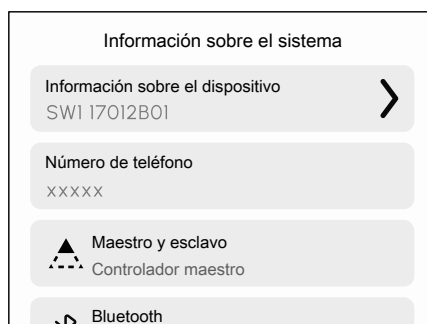 Información sobre el sistema
Información sobre el dispositivo
SW1 17012B01
Número de teléfono
xxxxx
Maestro y esclavo
Controlador maestro
Bluetooth